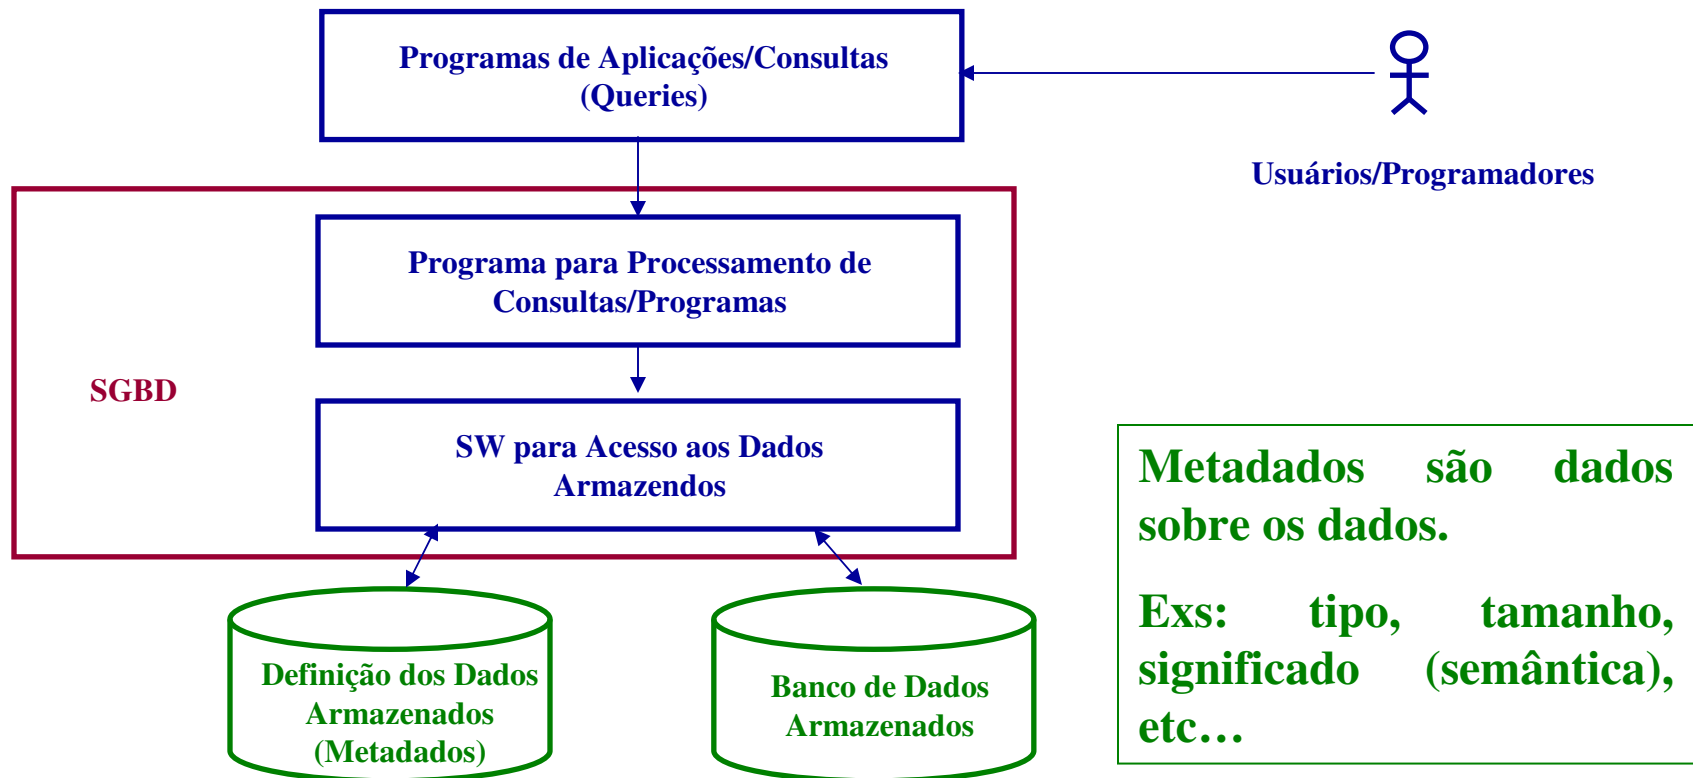 Programas de Aplicações/Consultas
(Queries)
Usuários/Programadores
Programa para Processamento de
Consultas/Programas
SGBD
SW para Acesso aos Dados
Armazendos
Metadados são dados
sobre os dados.
Exs: tipo, tamanho,
significado (semântica),
etc…
Definição dos Dados
Armazenados
(Metadados)
Banco de Dados
Armazenados